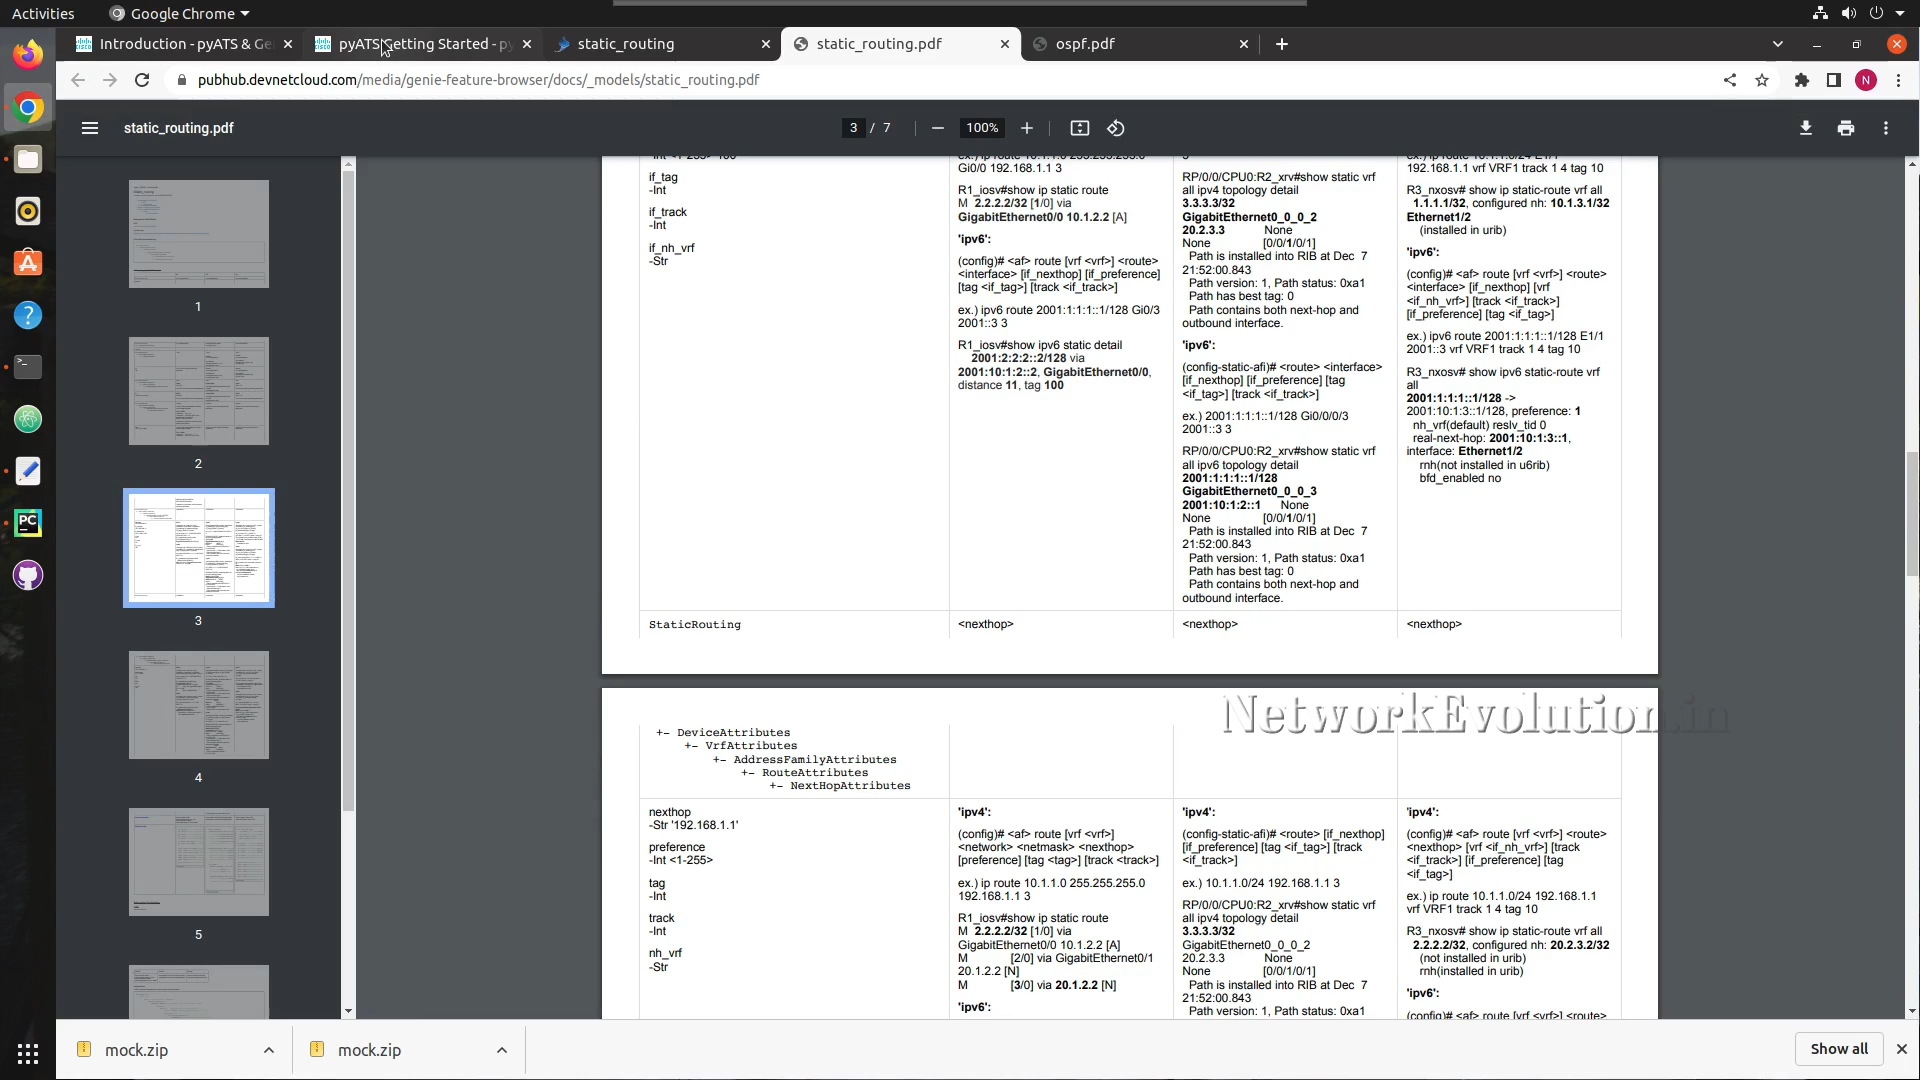 Activities
Google Chrome
Introduction - pyATS & Ge
pyATS Getting Started - py
static_routing
static_routing.pdf
ospf.pdf
pubhub.devnetcloud.com/media/genie-feature-browser/docs/_models/static_routing.pdf
N
static_routing.pdf
3 / 7
100%
1
2
3
4
5
-Int <1-255> 100
if_tag
-Int
if_track
-Int
if_nh_vrf
-Str
ex.) ip route 10.1.1.0 255.255.255.0
Gi0/0 192.168.1.1 3
R1_iosv#show ip static route
M 2.2.2.2/32 [1/0] via
GigabitEthernet0/0 10.1.2.2 [A]
'ipv6':
(config)# <af> route [vrf <vrf>] <route>
<interface> [if_nexthop] [if_preference]
[tag <if_tag>] [track <if_track>]
ex.) ipv6 route 2001:1:1:1::1/128 Gi0/3
2001::3 3
R1_iosv#show ipv6 static detail
2001:2:2:2::2/128 via
2001:10:1:2::2, GigabitEthernet0/0,
distance 11, tag 100
3
RP/0/0/CPU0:R2_xrv#show static vrf
all ipv4 topology detail
3.3.3.3/32
GigabitEthernet0_0_0_2
20.2.3.3 None
None [0/0/1/0/1]
Path is installed into RIB at Dec 7
21:52:00.843
Path version: 1, Path status: 0xa1
Path has best tag: 0
Path contains both next-hop and
outbound interface.
'ipv6':
(config-static-afi)# <route> <interface>
[if_nexthop] [if_preference] [tag
<if_tag>] [track <if_track>]
ex.) 2001:1:1:1::1/128 Gi0/0/0/3
2001::3 3
RP/0/0/CPU0:R2_xrv#show static vrf
all ipv6 topology detail
2001:1:1:1::1/128
GigabitEthernet0_0_0_3
2001:10:1:2::1 None
None [0/0/1/0/1]
Path is installed into RIB at Dec 7
21:52:00.843
Path version: 1, Path status: 0xa1
Path has best tag: 0
Path contains both next-hop and
outbound interface.
ex.) ip route 10.1.1.0/24 E1/1
192.168.1.1 vrf VRF1 track 1 4 tag 10
R3_nxosv# show ip static-route vrf all
1.1.1.1/32, configured nh: 10.1.3.1/32
Ethernet1/2
(installed in urib)
'ipv6':
(config)# <af> route [vrf <vrf>] <route>
<interface> [if_nexthop] [vrf
<if_nh_vrf>] [track <if_track>]
[if_preference] [tag <if_tag>]
ex.) ipv6 route 2001:1:1:1::1/128 E1/1
2001::3 vrf VRF1 track 1 4 tag 10
R3_nxosv# show ipv6 static-route vrf
all
2001:1:1:1::1/128 ->
2001:10:1:3::1/128, preference: 1
nh_vrf(default) reslv_tid 0
real-next-hop: 2001:10:1:3::1,
interface: Ethernet1/2
rnh(not installed in u6rib)
bfd_enabled no
StaticRouting <nexthop> <nexthop> <nexthop>
NetworkEvolution.in
+- DeviceAttributes
+- VrfAttributes
+- AddressFamilyAttributes
+- RouteAttributes
+- NextHopAttributes
nexthop
-Str '192.168.1.1'
preference
-Int <1-255>
tag
-Int
track
-Int
nh_vrf
-Str
'ipv4':
(config)# <af> route [vrf <vrf>]
<network> <netmask> <nexthop>
[preference] [tag <tag>] [track <track>]
ex.) ip route 10.1.1.0 255.255.255.0
192.168.1.1 3
R1_iosv#show ip static route
M 2.2.2.2/32 [1/0] via
GigabitEthernet0/0 10.1.2.2 [A]
M [2/0] via GigabitEthernet0/1
20.1.2.2 [N]
M [3/0] via 20.1.2.2 [N]
'ipv6':
'ipv4':
(config-static-afi)# <route> [if_nexthop]
[if_preference] [tag <if_tag>] [track
<if_track>]
ex.) 10.1.1.0/24 192.168.1.1 3
RP/0/0/CPU0:R2_xrv#show static vrf
all ipv4 topology detail
3.3.3.3/32
GigabitEthernet0_0_0_2
20.2.3.3 None
None [0/0/1/0/1]
Path is installed into RIB at Dec 7
21:52:00.843
Path version: 1, Path status: 0xa1
'ipv4':
(config)# <af> route [vrf <vrf>] <route>
<nexthop> [vrf <if_nh_vrf>] [track
<if_track>] [if_preference] [tag
<if_tag>]
ex.) ip route 10.1.1.0/24 192.168.1.1
vrf VRF1 track 1 4 tag 10
R3_nxosv# show ip static-route vrf all
2.2.2.2/32, configured nh: 20.2.3.2/32
(not installed in urib)
rnh(installed in urib)
'ipv6':
(config)# <af> route [vrf <vrf>] <route>
mock.zip
mock.zip
Show all